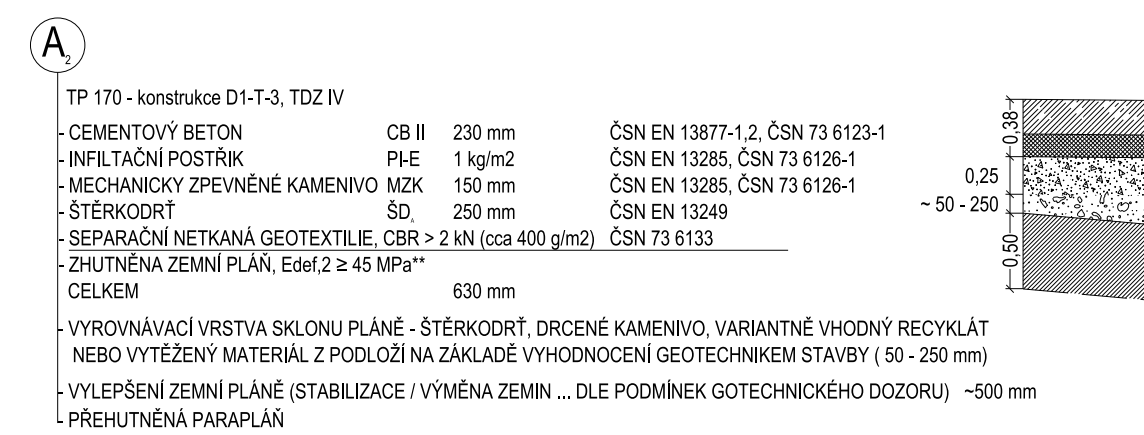 A2
TP 170 - konstrukce D1-T-3, TDZ IV
- CEMENTOVÝ BETON CB II 230 mm ČSN EN 13877-1,2, ČSN 73 6123-1
- INFILTAČNÍ POSTŘIK PI-E 1 kg/m2 ČSN EN 13285, ČSN 73 6126-1
- MECHANICKY ZPEVNĚNÉ KAMENIVO MZK 150 mm ČSN EN 13285, ČSN 73 6126-1
- ŠTĚRKODRŤ ŠDA 250 mm ČSN EN 13249
- SEPARAČNÍ NETKANÁ GEOTEXTILIE, CBR > 2 kN (cca 400 g/m2) ČSN 73 6133
- ZHUTNĚNA ZEMNÍ PLÁŇ, Edef,2 ≥ 45 MPa**
CELKEM 630 mm
- VYROVNÁVACÍ VRSTVA SKLONU PLÁNĚ - ŠTĚRKODRŤ, DRCENÉ KAMENIVO, VARIANTNĚ VHODNÝ RECYKLÁT
NEBO VYTĚŽENÝ MATERIÁL Z PODLOŽÍ NA ZÁKLADĚ VYHODNOCENÍ GEOTECHNIKEM STAVBY ( 50 - 250 mm)
- VYLEPŠENÍ ZEMNÍ PLÁNĚ (STABILIZACE / VÝMĚNA ZEMIN ... DLE PODMÍNEK GOTECHNICKÉHO DOZORU) ~500 mm
- PŘEHUTNĚNÁ PARAPLÁŇ
0,38
0,25
~ 50 - 250
0,50